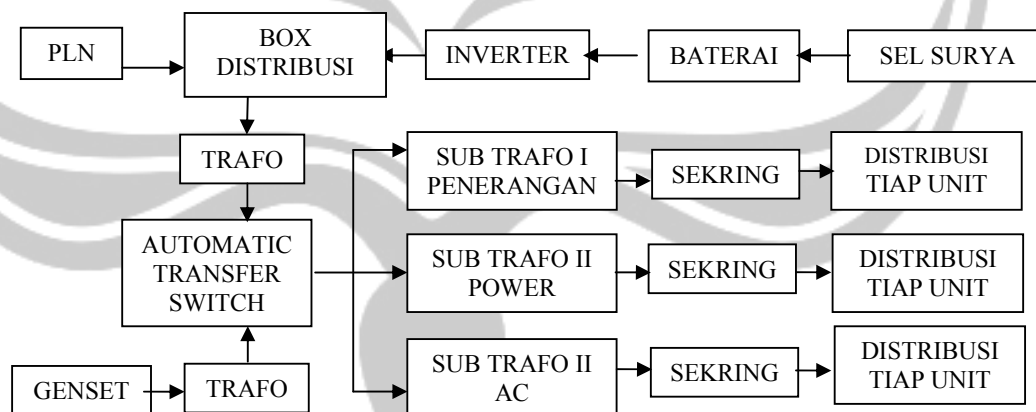 PLN
BOX
DISTRIBUSI
INVERTER
BATERAI
SEL SURYA
TRAFO
SUB TRAFO I
PENERANGAN
SEKRING
DISTRIBUSI
TIAP UNIT
AUTOMATIC
TRANSFER
SWITCH
SUB TRAFO II
POWER
SEKRING
DISTRIBUSI
TIAP UNIT
GENSET
TRAFO
SUB TRAFO II
AC
SEKRING
DISTRIBUSI
TIAP UNIT